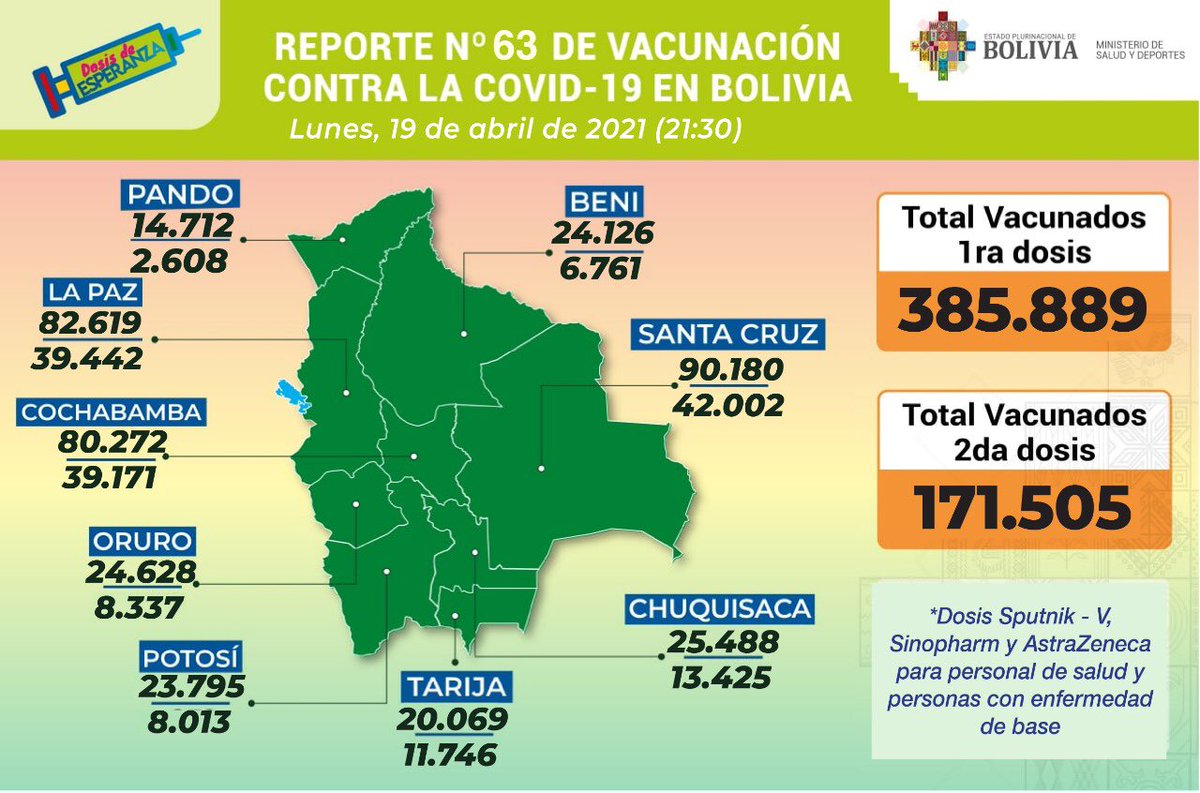 Dosis de
ESPERANZA
REPORTE Nº 63 DE VACUNACIÓN
CONTRA LA COVID-19 EN BOLIVIA
Lunes, 19 de abril de 2021 (21:30)
ESTADO PLURINACIONAL DE
BOLIVIA
MINISTERIO DE
SALUD Y DEPORTES
PANDO
14.712
2.608
LA PAZ
82.619
39.442
COCHABAMBA
80.272
39.171
ORURO
24.628
8.337
POTOSÍ
23.795
8.013
TARIJA
20.069
11.746
BENI
24.126
6.761
SANTA CRUZ
90.180
42.002
CHUQUISACA
25.488
13.425
Total Vacunados
1ra dosis
385.889
Total Vacunados
2da dosis
171.505
*Dosis Sputnik - V,
Sinopharm y AstraZeneca
para personal de salud y
personas con enfermedad
de base